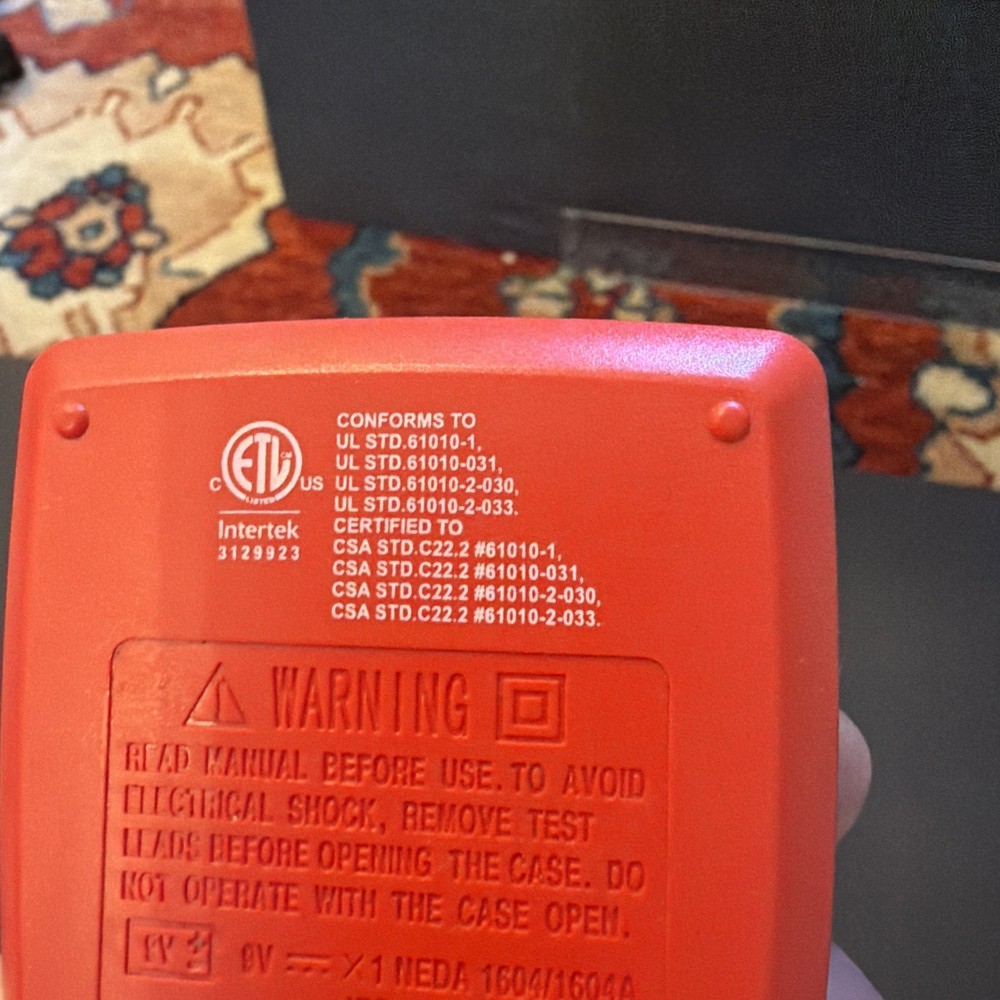 CONFORMS TO
UL STD.61010-1,
UL STD.61010-031,
UL STD.61010-2-030,
UL STD.61010-2-033.
CERTIFIED TO
CSA STD.C22.2 #61010-1,
CSA STD.C22.2 #61010-031,
CSA STD.C22.2 #61010-2-030,
CSA STD.C22.2 #61010-2-033.
ETL CM
C US
LISTED
Intertek
3129923
WARNING
READ MANUAL BEFORE USE. TO AVOID
ELECTRICAL SHOCK, REMOVE TEST
LEADS BEFORE OPENING THE CASE. DO
NOT OPERATE WITH THE CASE OPEN.
9V
9V ⎓ ×1 NEDA 1604/1604A